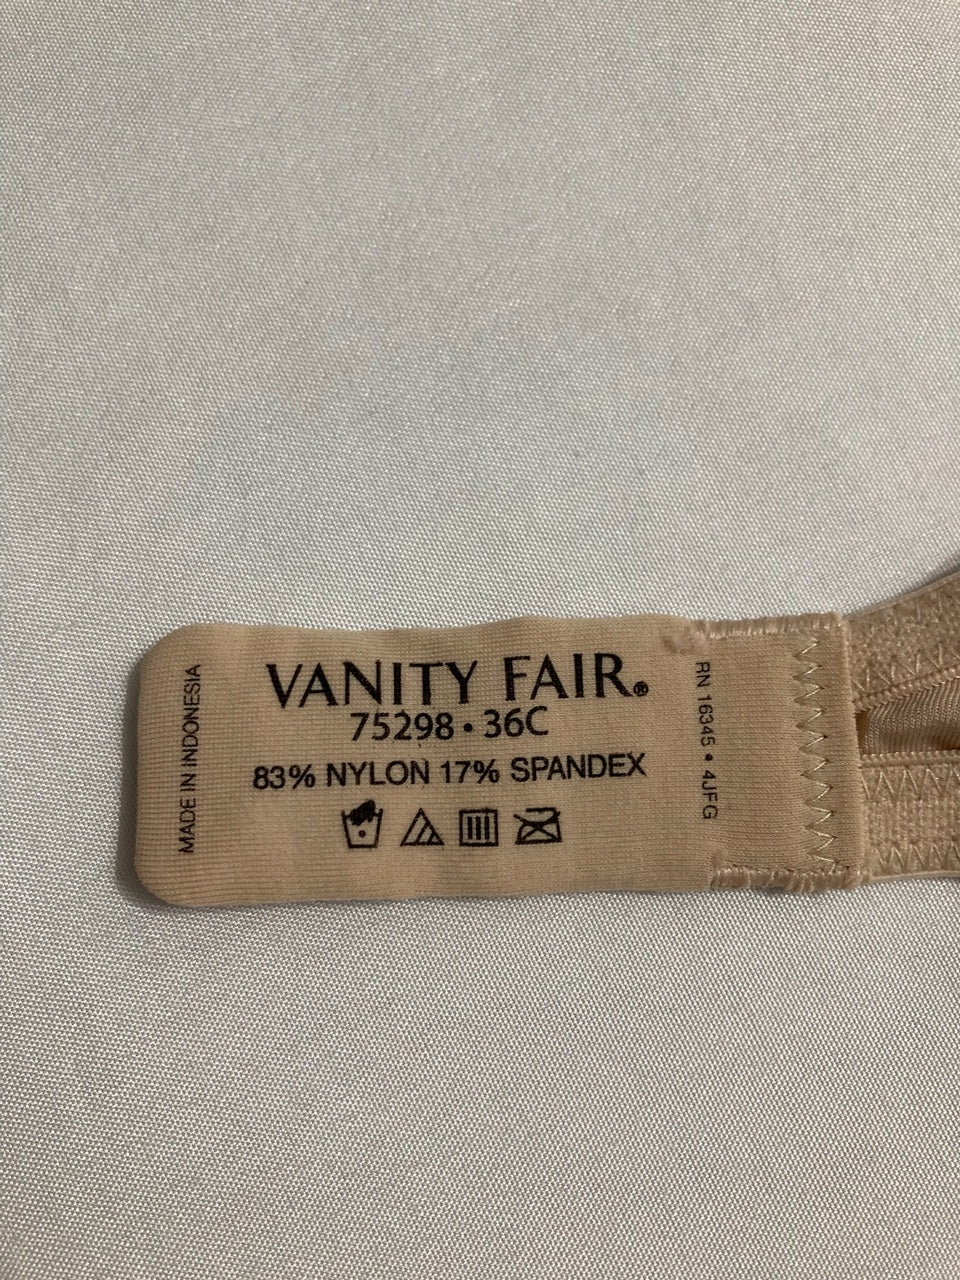 VANITY FAIR®
75298 • 36C
83% NYLON 17% SPANDEX
MADE IN INDONESIA
RN 16345 • 4JFG